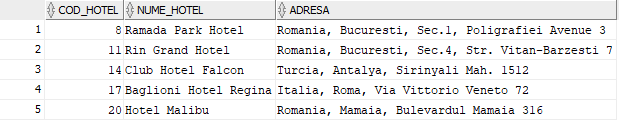 COD_HOTEL NUME_HOTEL ADRESA
1 8 Ramada Park Hotel Romania, Bucuresti, Sec.1, Poligrafiei Avenue 3
2 11 Rin Grand Hotel Romania, Bucuresti, Sec.4, Str. Vitan-Barzesti 7
3 14 Club Hotel Falcon Turcia, Antalya, Sirinyali Mah. 1512
4 17 Baglioni Hotel Regina Italia, Roma, Via Vittorio Veneto 72
5 20 Hotel Malibu Romania, Mamaia, Bulevardul Mamaia 316